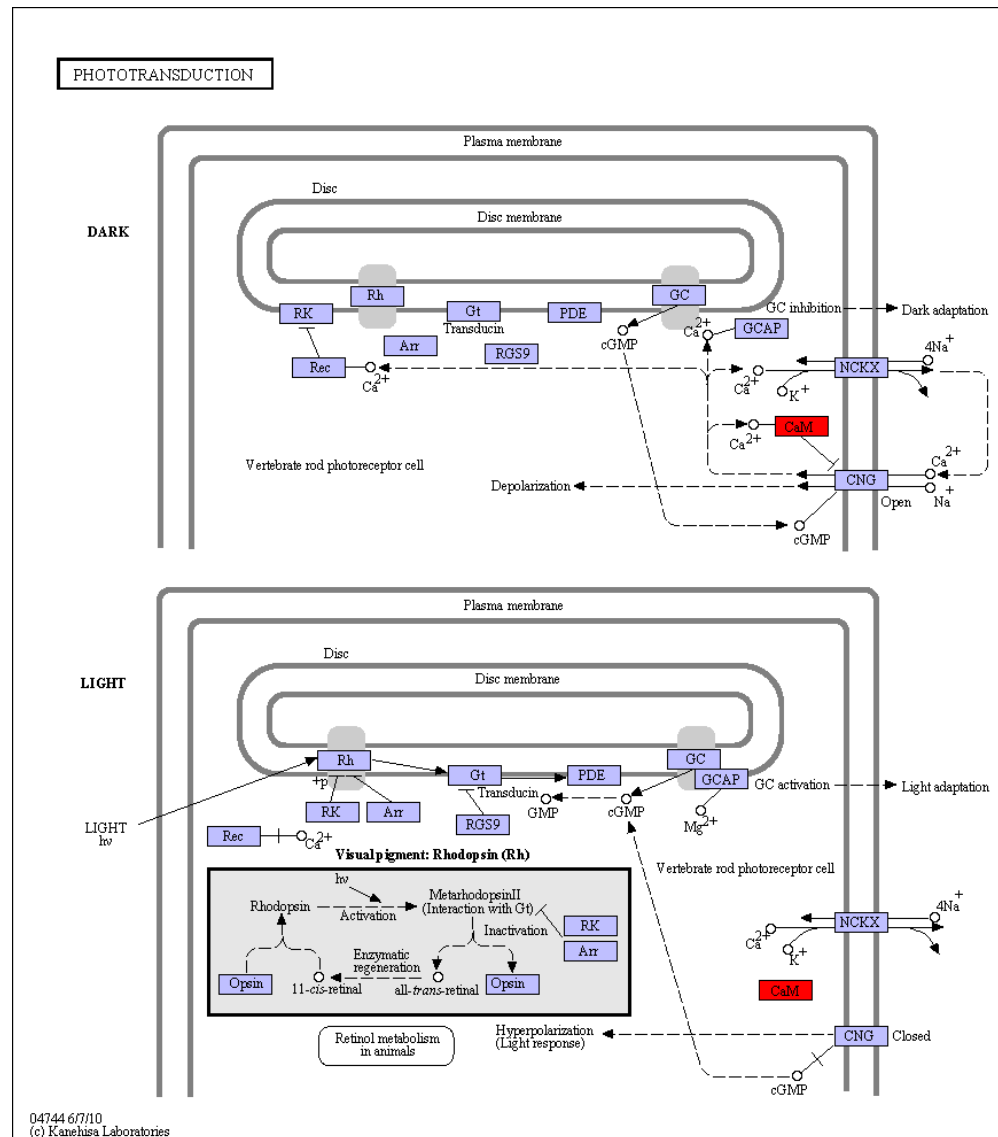 PHOTOTRANSDUCTION
Plasma membrane
Disc
Disc membrane
DARK
Rh
GC
RK
Gt
PDE
GC inhibition
Dark adaptation
Transducin
cGMP
Ca2+
GCAP
Arr
RGS9
4Na+
Rec
Ca2+
Ca2+
NCKX
K+
CaM
Ca2+
Ca2+
Vertebrate rod photoreceptor cell
Depolarization
CNG
Open
Na+
cGMP
Plasma membrane
Disc
LIGHT
Disc membrane
Rh
GC
+p
Gt
PDE
GCAP
GC activation
Light adaptation
Transducin
RK
Arr
RGS9
GMP
cGMP
Mg2+
LIGHT
hν
Rec
Ca2+
Visual pigment: Rhodopsin (Rh)
Vertebrate rod photoreceptor cell
hν
Rhodopsin
Activation
MetarhodopsinII
(Interaction with Gt)
Inactivation
RK
Arr
Enzymatic
regeneration
Opsin
11-cis-retinal
all-trans-retinal
Opsin
4Na+
NCKX
Ca2+
K+
CaM
Retinol metabolism
in animals
Hyperpolarization
(Light response)
CNG
Closed
cGMP
04744 6/7/10
(c) Kanehisa Laboratories